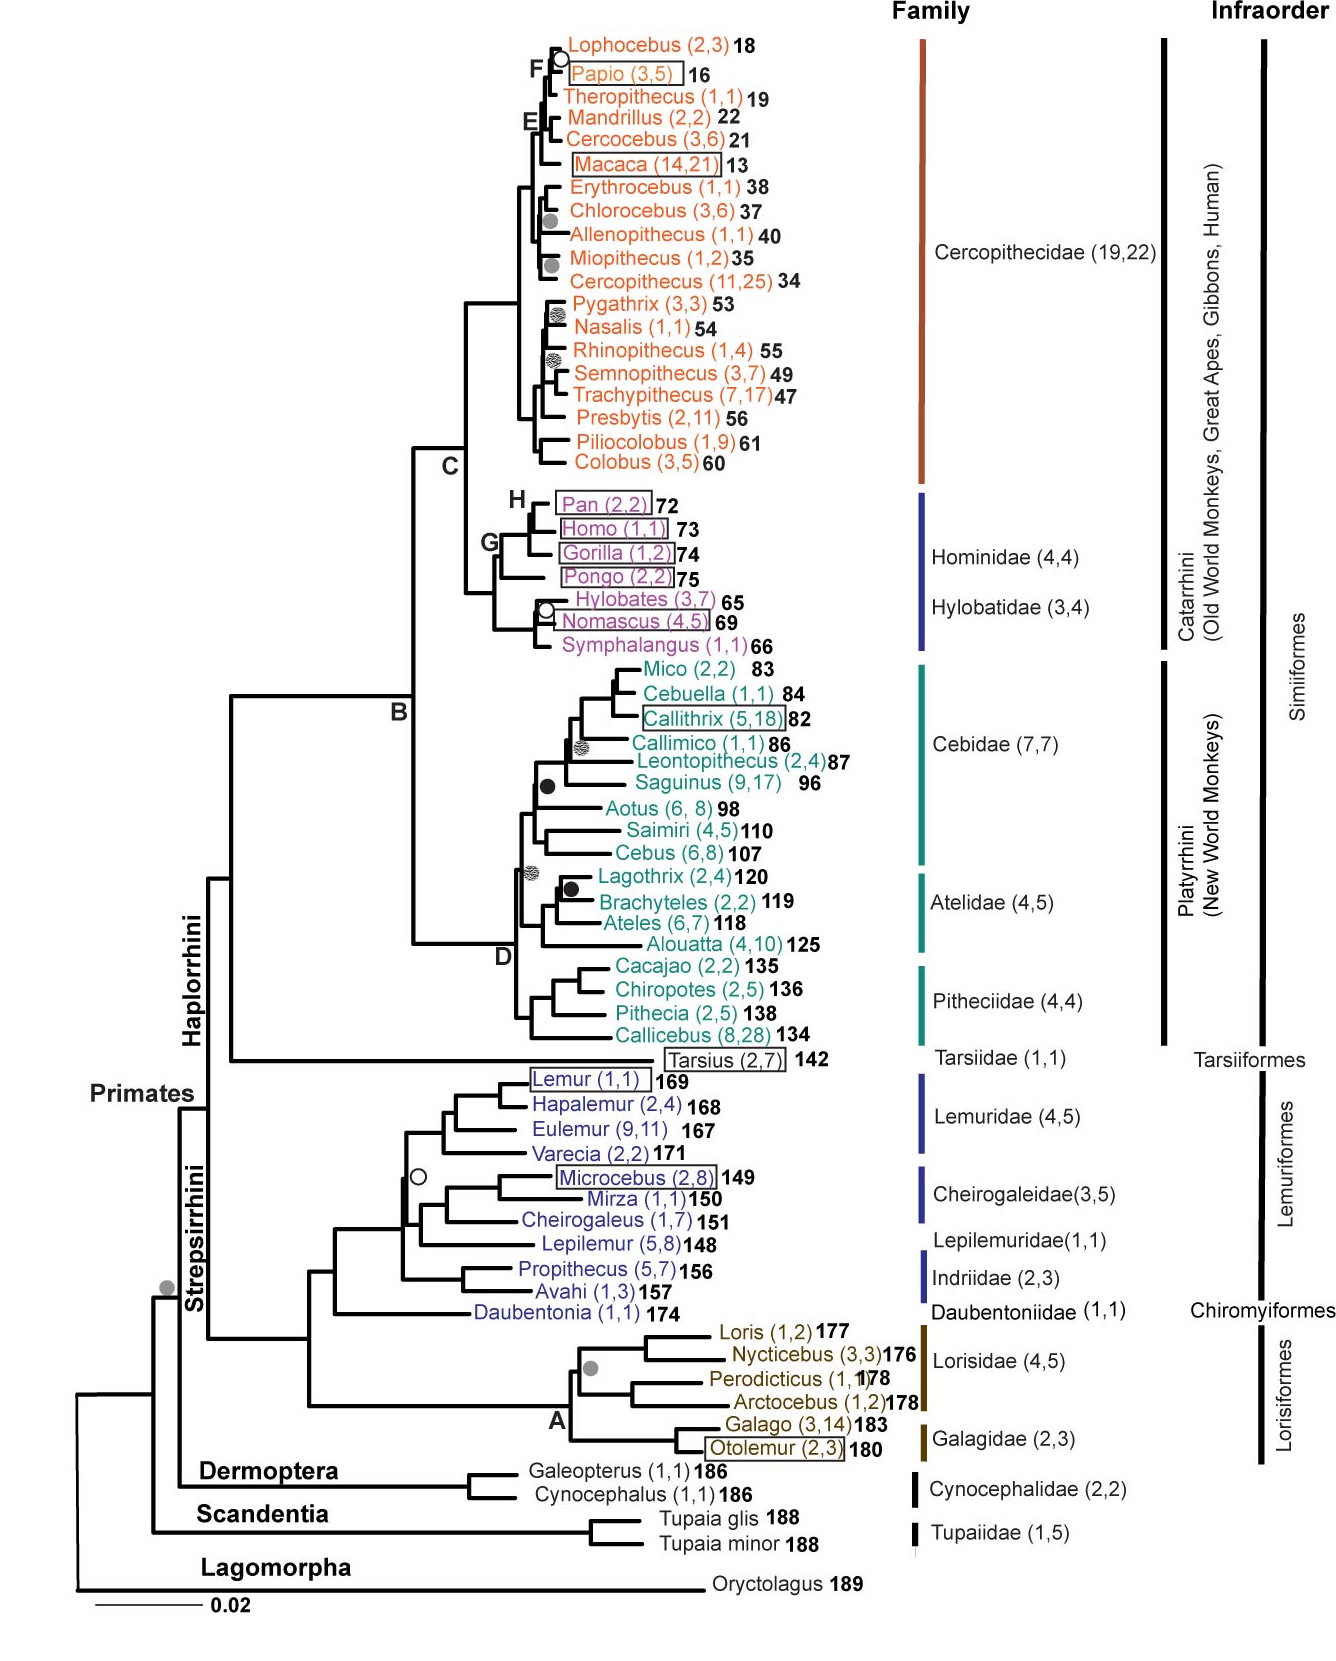 Family
Infraorder
Lophocebus (2,3) 18
F
Papio (3,5) 16
Theropithecus (1,1) 19
E
Mandrillus (2,2) 22
Cercocebus (3,6) 21
Macaca (14,21) 13
Erythrocebus (1,1) 38
Chlorocebus (3,6) 37
Allenopithecus (1,1) 40
Miopithecus (1,2) 35
Cercopithecus (11,25) 34
Pygathrix (3,3) 53
Nasalis (1,1) 54
Rhinopithecus (1,4) 55
Semnopithecus (3,7) 49
Trachypithecus (7,17) 47
Presbytis (2,11) 56
Piliocolobus (1,9) 61
Colobus (3,5) 60
C
Cercopithecidae (19,22)
H
Pan (2,2) 72
Homo (1,1) 73
G
Gorilla (1,2) 74
Pongo (2,2) 75
Hominidae (4,4)
Hylobates (3,7) 65
Nomascus (4,5) 69
Symphalangus (1,1) 66
Hylobatidae (3,4)
Catarrhini
(Old World Monkeys, Great Apes, Gibbons, Human)
Simiiformes
B
Mico (2,2) 83
Cebuella (1,1) 84
Callithrix (5,18) 82
Callimico (1,1) 86
Leontopithecus (2,4) 87
Saguinus (9,17) 96
Aotus (6, 8) 98
Saimiri (4,5) 110
Cebus (6,8) 107
Cebidae (7,7)
Lagothrix (2,4) 120
Brachyteles (2,2) 119
Ateles (6,7) 118
Alouatta (4,10) 125
Atelidae (4,5)
D
Cacajao (2,2) 135
Chiropotes (2,5) 136
Pithecia (2,5) 138
Callicebus (8,28) 134
Pitheciidae (4,4)
Platyrrhini
(New World Monkeys)
Haplorrhini
Tarsius (2,7) 142
Tarsiidae (1,1)
Tarsiiformes
Primates
Lemur (1,1) 169
Hapalemur (2,4) 168
Eulemur (9,11) 167
Varecia (2,2) 171
Lemuridae (4,5)
Microcebus (2,8) 149
Mirza (1,1) 150
Cheirogaleus (1,7) 151
Cheirogaleidae(3,5)
Lepilemur (5,8) 148
Lepilemuridae(1,1)
Strepsirrhini
Propithecus (5,7) 156
Avahi (1,3) 157
Indriidae (2,3)
Lemuriformes
Daubentonia (1,1) 174
Daubentoniidae (1,1)
Chiromyiformes
Loris (1,2) 177
Nycticebus (3,3) 176
Perodicticus (1,1) 178
Arctocebus (1,2) 178
Lorisidae (4,5)
A
Galago (3,14) 183
Otolemur (2,3) 180
Galagidae (2,3)
Lorisiformes
Dermoptera
Galeopterus (1,1) 186
Cynocephalus (1,1) 186
Cynocephalidae (2,2)
Scandentia
Tupaia glis 188
Tupaia minor 188
Tupaiidae (1,5)
Lagomorpha
Oryctolagus 189
0.02